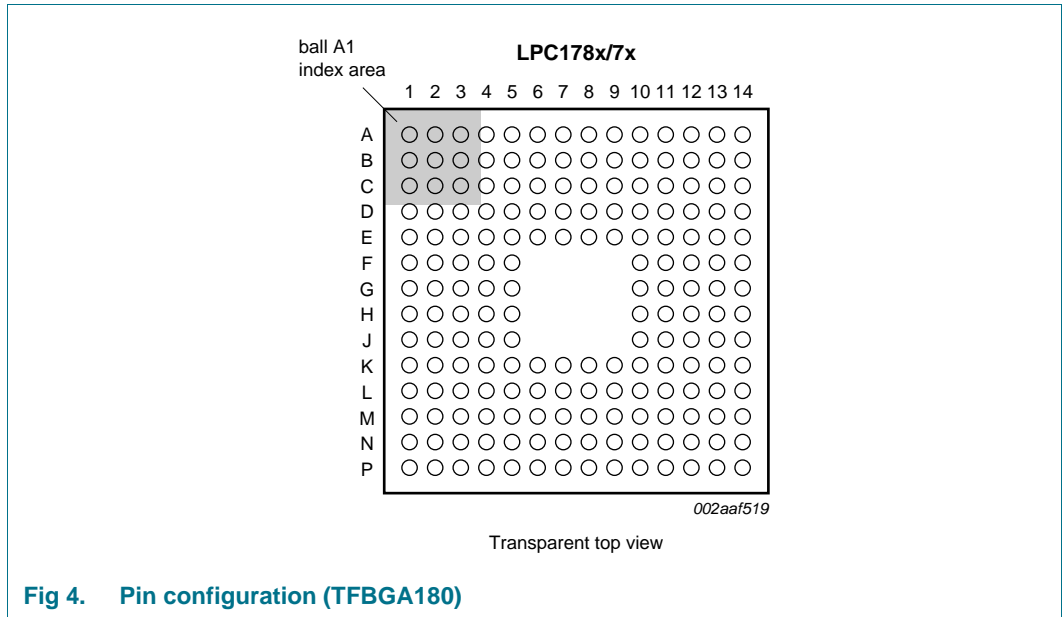 ball A1
index area
LPC178x/7x
1 2 3 4 5 6 7 8 9 10 11 12 13 14
A
B
C
D
E
F
G
H
J
K
L
M
N
P
002aaf519
Transparent top view
Fig 4. Pin configuration (TFBGA180)